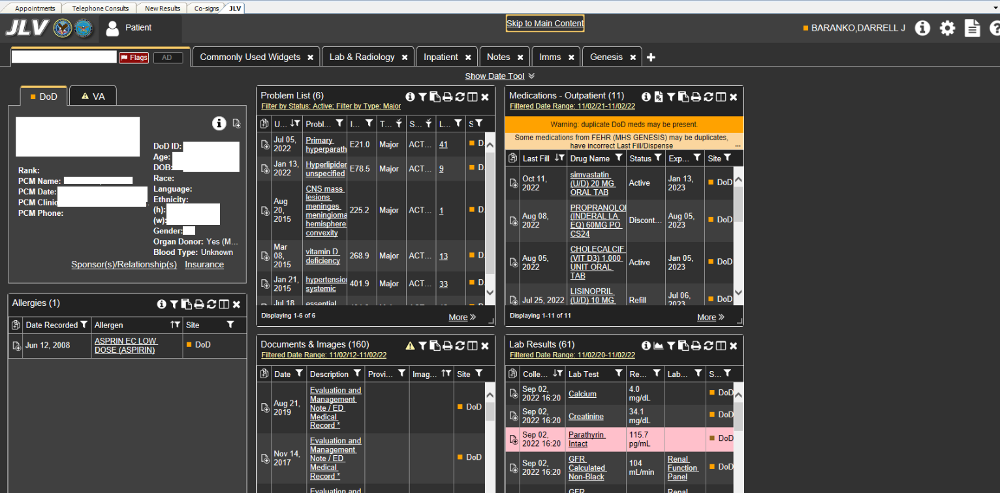 Appointments Telephone Consults New Results Co-signs JLV
JLV Patient
Skip to Main Content
BARANKO,DARRELL J
Flags AD
Commonly Used Widgets
Lab & Radiology
Inpatient
Notes
Imms
Genesis
Show Date Tool
DoD
VA
DoD ID:
Age:
DOB:
Race:
Language:
Ethnicity:
(h):
(w):
Gender:
Organ Donor: Yes (M...
Blood Type: Unknown
Rank:
PCM Name:
PCM Date:
PCM Clinic
PCM Phone:
Sponsor(s)/Relationship(s) Insurance
Allergies (1)
Date Recorded Allergen Site
Jun 12, 2008
ASPRIN EC LOW
DOSE (ASPIRIN)
DoD
Problem List (6)
Filter by Status: Active; Filter by Type: Major
U... Proble... I... T... S... L... S
Jul 05,
2022
Primary
hyperparath
E21.0 Major ACT... 41 D
Jan 13,
2022
Hyperlipider
unspecified
E78.5 Major ACT... 9 D
Aug
20,
2015
CNS mass
lesions
meninges
meningioma
hemisphere
convexity
225.2 Major ACT... 1 D
Mar
08,
2015
vitamin D
deficiency
268.9 Major ACT... 13 D
Jan 21,
2015
hypertension
systemic
401.9 Major ACT... 33 D
Jul 18 essential
Displaying 1-6 of 6
More
Medications - Outpatient (11)
Filtered Date Range: 11/02/21-11/02/22
Warning: duplicate DoD meds may be present.
Some medications from FEHR (MHS GENESIS) may be duplicates,
have incorrect Last Fill/Dispense ...
Last Fill Drug Name Status Exp... Site
Oct 11,
2022
simvastatin
(U/D) 20 MG
ORAL TAB
Active
Jan 13,
2023
DoD
Aug 08,
2022
PROPRANOLOL
(INDERAL LA
EQ) 60MG PO
CS24
Discont...
Aug 05,
2023
DoD
Aug 05,
2022
CHOLECALCIF
(VIT D3) 1,000
UNIT ORAL
TAB
Active
Jan 05,
2023
DoD
Jul 25, 2022
LISINOPRIL
(U/D) 10 MG
Refill
Jul 06,
2023
DoD
Displaying 1-11 of 11
More
Documents & Images (160)
Filtered Date Range: 11/02/12-11/02/22
Date Description Provi... Imag... Site
Aug 21,
2019
Evaluation and
Management
Note / ED
Medical
Record *
DoD
Nov 14,
2017
Evaluation and
Management
Note / ED
Medical
Record *
DoD
Evaluation and
Lab Results (61)
Filtered Date Range: 11/02/20-11/02/22
Colle... Lab Test Re... Lab... S...
Sep 02,
2022 16:20
Calcium
4.0
mg/dL
DoD
Sep 02,
2022 16:20
Creatinine
34.1
mg/dL
DoD
Sep 02,
2022 16:20
Parathyrin
Intact
115.7
pg/mL
DoD
Sep 02,
2022 16:20
GFR
Calculated
Non-Black
104
mL/min
Renal
Function
Panel
DoD
GFR Renal